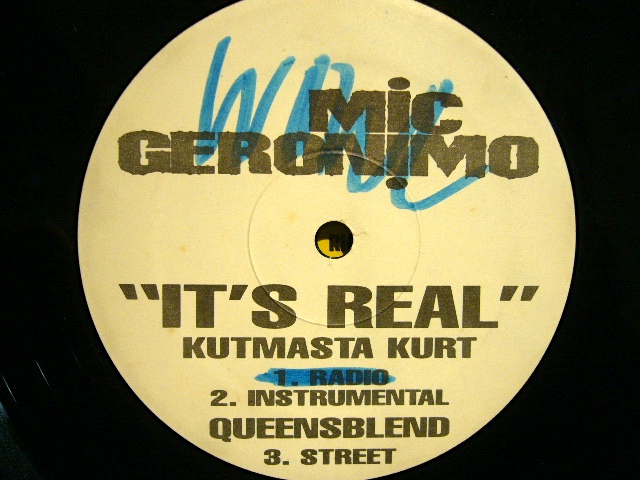 MIC
GERONIMO
"IT'S REAL"
KUTMASTA KURT
1. RADIO
2. INSTRUMENTAL
QUEENSBLEND
3. STREET